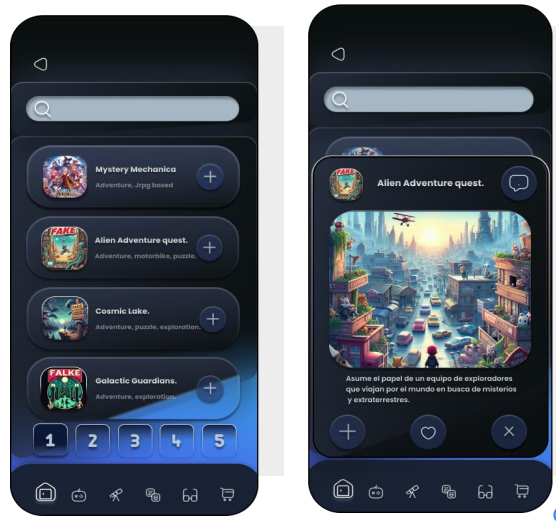 Mystery Mechanica
Adventure, Jrpg based
FAKE
Alien Adventure quest.
Adventure, motorbike, puzzle.
Cosmic Lake.
Adventure, puzzle, exploration.
FALKE
Galactic Guardians.
Adventure, exploration.
1 2 3 4 5
FAKE
Alien Adventure quest.
Asume el papel de un equipo de exploradores
que viajan por el mundo en busca de misterios
y extraterrestres.